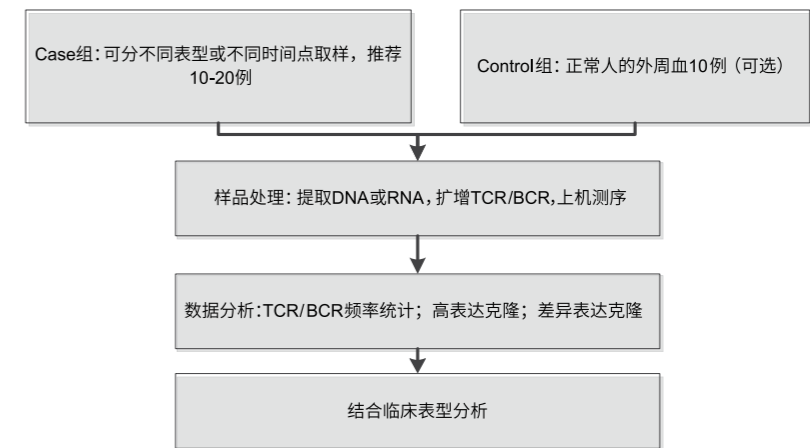 Case组：可分不同表型或不同时间点取样，推荐
10-20例
Control组：正常人的外周血10例（可选）
样品处理：提取DNA或RNA，扩增TCR/BCR，上机测序
数据分析：TCR/BCR频率统计；高表达克隆；差异表达克隆
结合临床表型分析